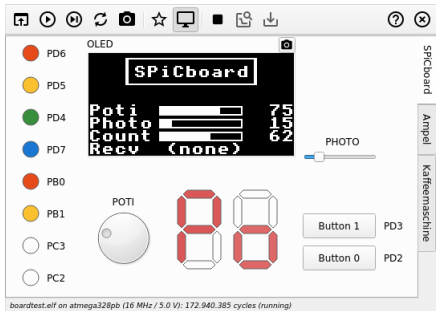 OLED
SPiCboard
Poti 75
Photo 15
Count 62
Recv (none)
PD6
PD5
PD4
PD7
PB0
PB1
PC3
PC2
POTI
PHOTO
Button 1 PD3
Button 0 PD2
SPiCboard
Ampel
Kaffeemaschine
boardtest.elf on atmega328pb (16 MHz / 5.0 V): 172.940.385 cycles (running)